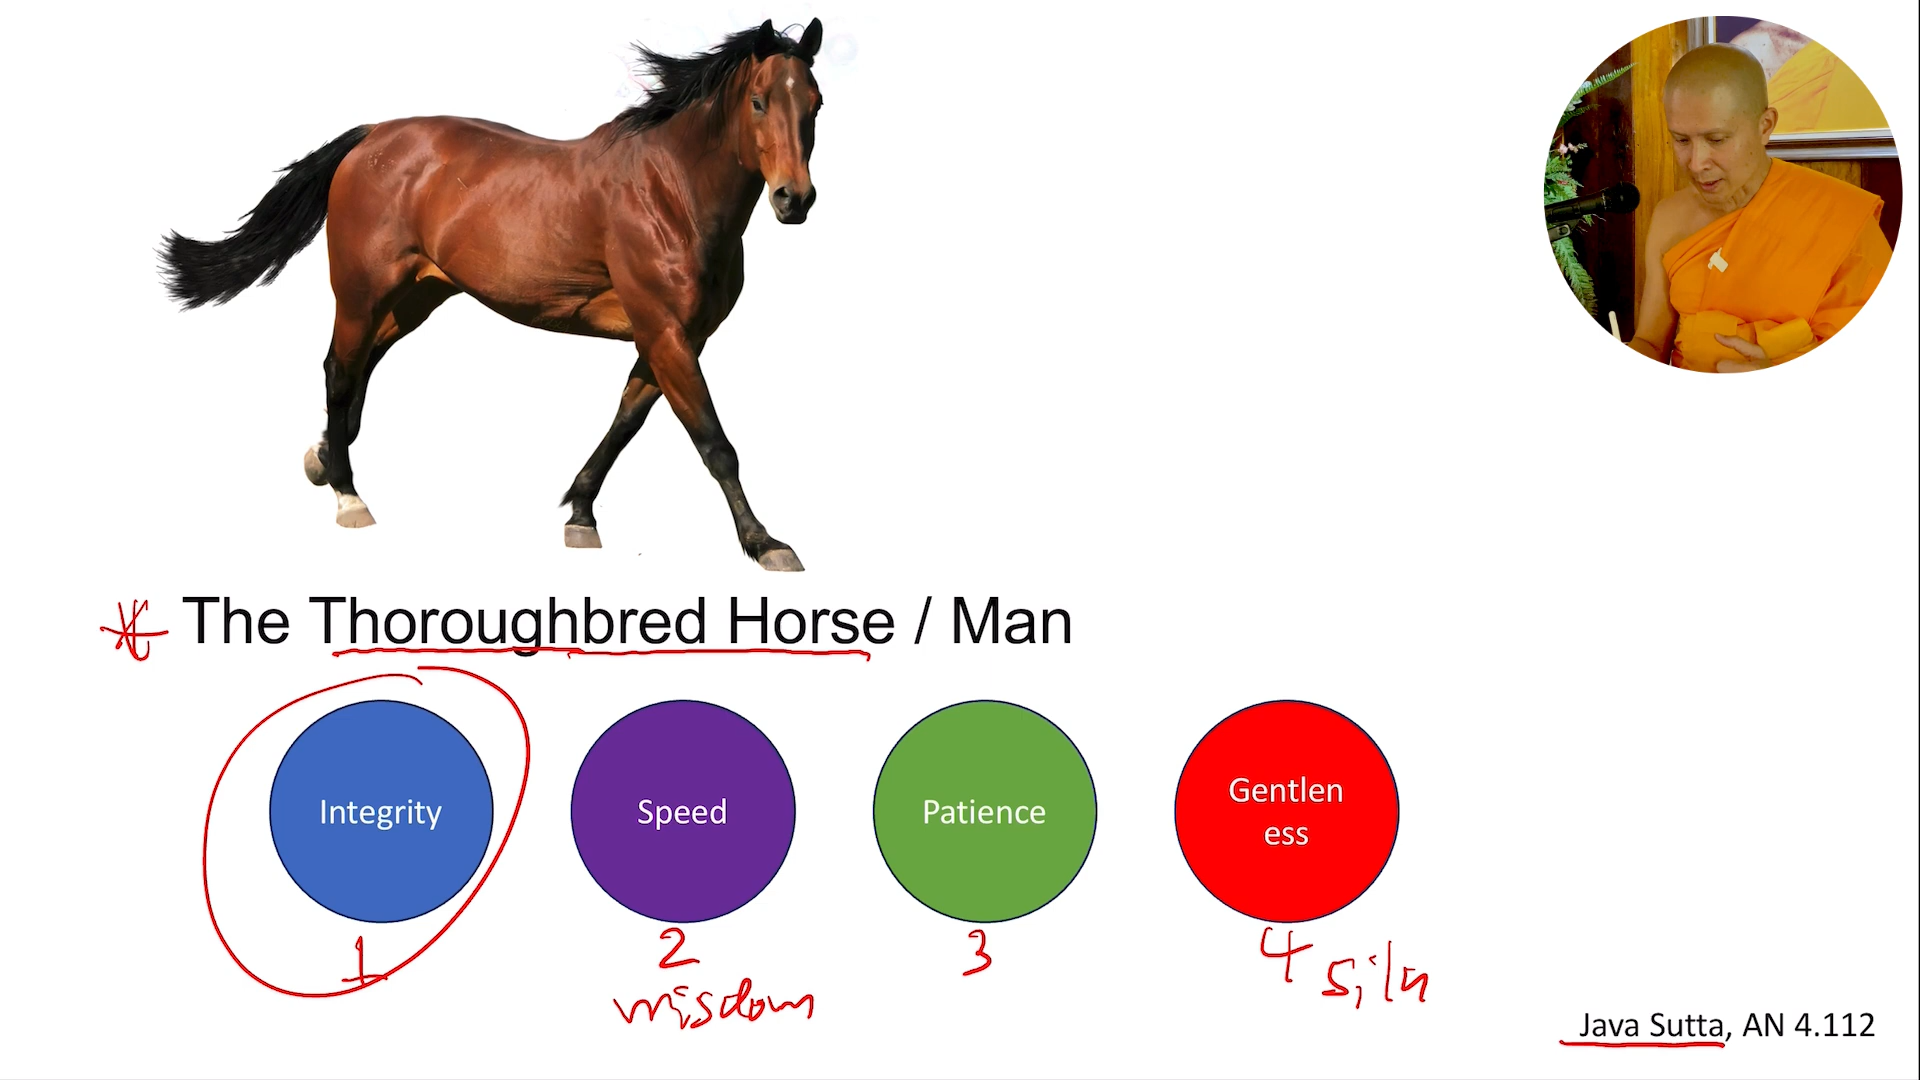 The Thoroughbred Horse / Man
Integrity
Speed
Patience
Gentlen
ess
1
2
3
4
wisdom
sila
Java Sutta, AN 4.112